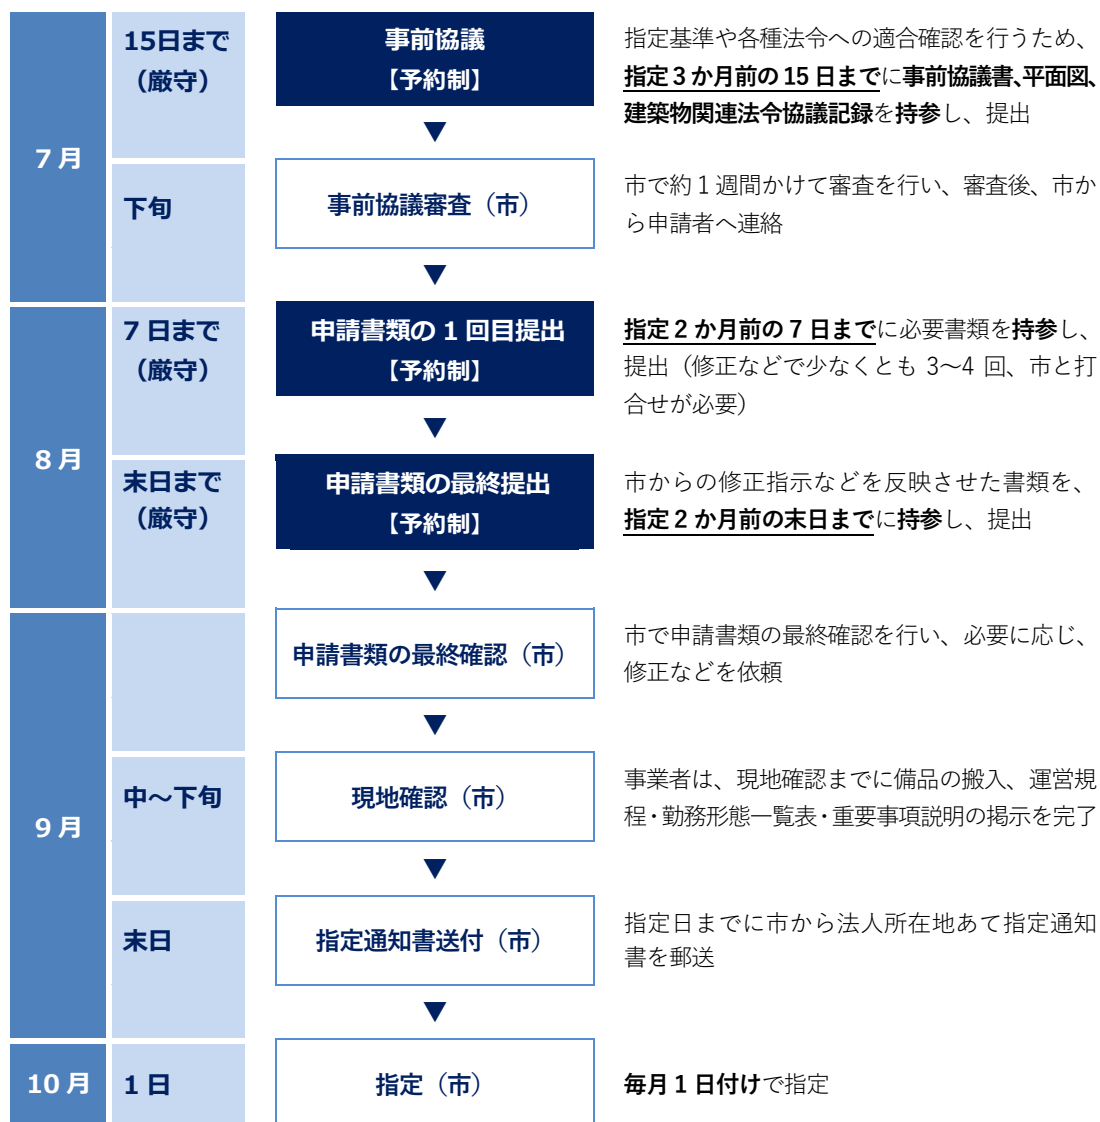 7月
15日まで
（厳守）
事前協議
【予約制】
指定基準や各種法令への適合確認を行うため、
指定3か月前の15日までに事前協議書、平面図、
建築物関連法令協議記録を持参し、提出
▼
下旬
事前協議審査（市）
市で約1週間かけて審査を行い、審査後、市か
ら申請者へ連絡
▼
8月
7日まで
（厳守）
申請書類の1回目提出
【予約制】
指定2か月前の7日までに必要書類を持参し、
提出（修正などで少なくとも 3～4 回、市と打
合せが必要）
▼
末日まで
（厳守）
申請書類の最終提出
【予約制】
市からの修正指示などを反映させた書類を、
指定2か月前の末日までに持参し、提出
▼
9月
申請書類の最終確認（市）
市で申請書類の最終確認を行い、必要に応じ、
修正などを依頼
▼
中～下旬
現地確認（市）
事業者は、現地確認までに備品の搬入、運営規
程・勤務形態一覧表・重要事項説明の掲示を完了
▼
末日
指定通知書送付（市）
指定日までに市から法人所在地あて指定通知
書を郵送
▼
10月
1日
指定（市）
毎月1日付けで指定